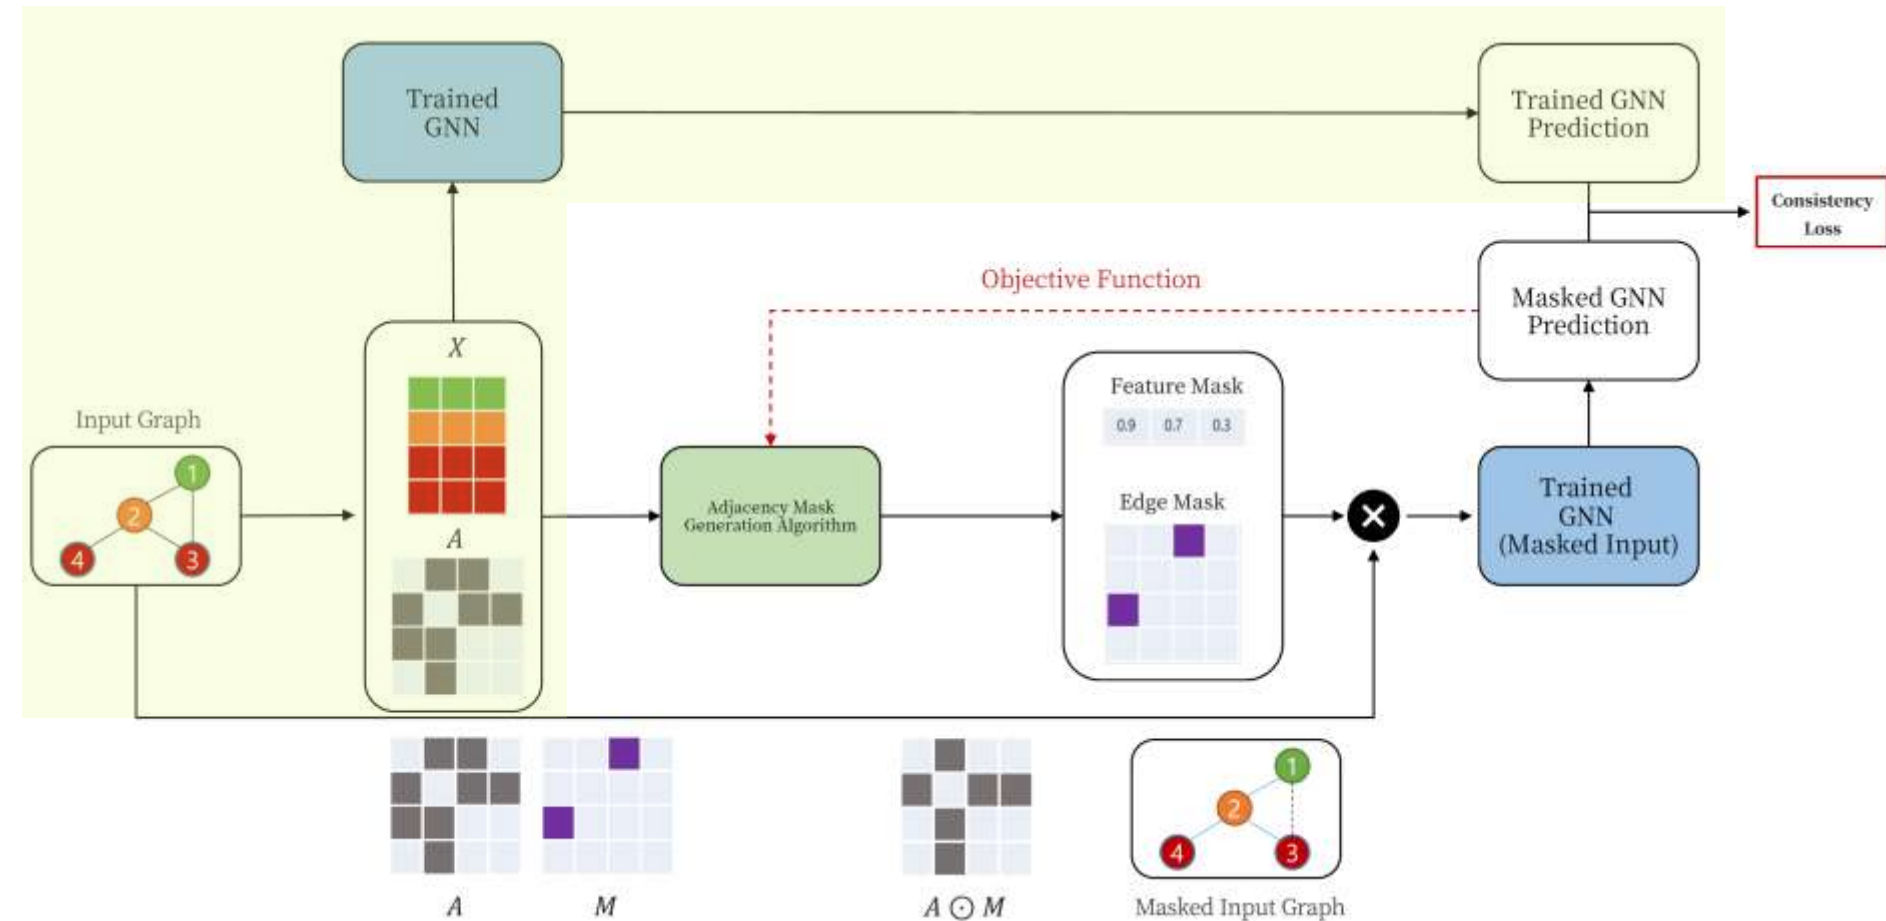 Trained
GNN
Trained GNN
Prediction
Consistency
Loss
Objective Function
Masked GNN
Prediction
X
Feature Mask
0.9 0.7 0.3
Input Graph
1
2
4 3
A
Adjacency Mask
Generation Algorithm
Edge Mask
Trained
GNN
(Masked Input)
1
2
4 3
A
M
A ⊙ M
Masked Input Graph